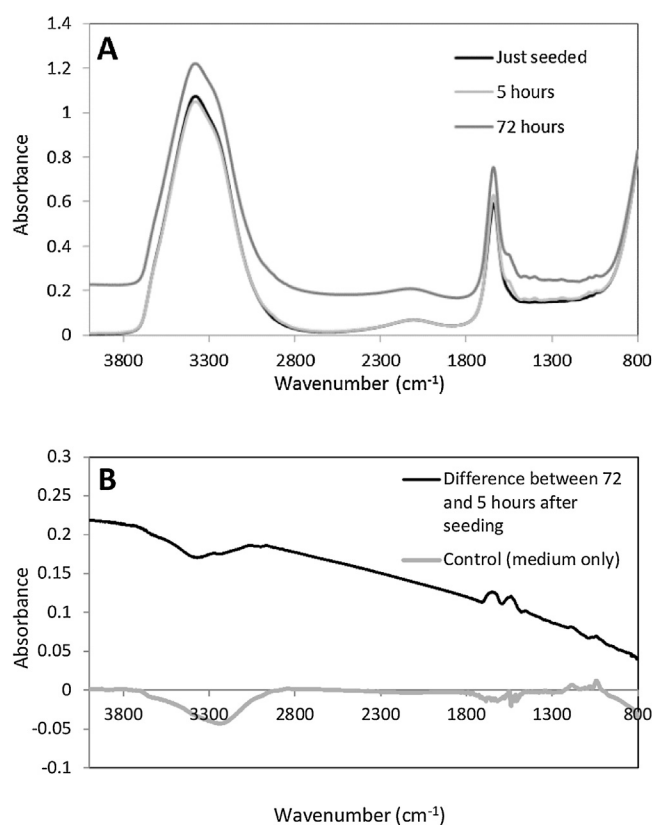 A
1.4
1.2
1
0.8
0.6
0.4
0.2
0
Absorbance
Just seeded
5 hours
72 hours
3800 3300 2800 2300 1800 1300 800
Wavenumber (cm⁻¹)
B
0.3
0.25
0.2
0.15
0.1
0.05
0
-0.05
-0.1
Absorbance
Difference between 72
and 5 hours after
seeding
Control (medium only)
3800 3300 2800 2300 1800 1300 800
Wavenumber (cm⁻¹)